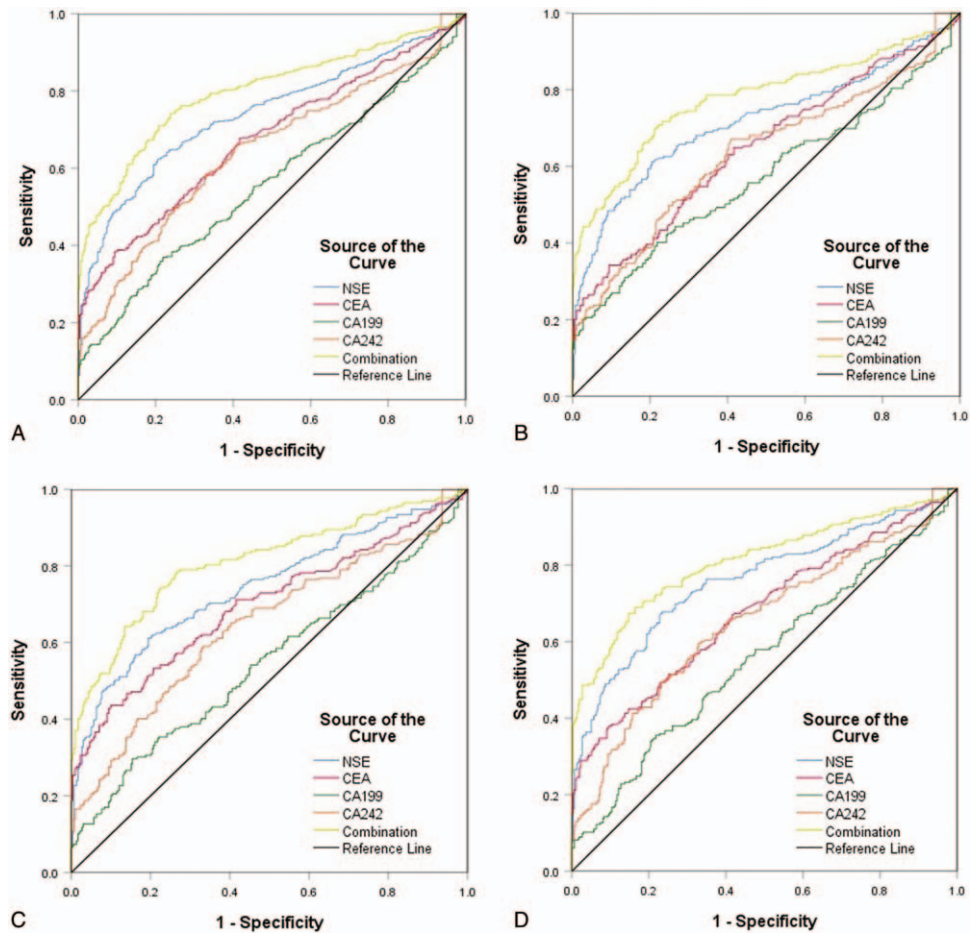 1.0
0.8
0.6
0.4
0.2
0.0
Sensitivity
0.0 0.2 0.4 0.6 0.8 1.0
1 - Specificity
Source of the
Curve
NSE
CEA
CA199
CA242
Combination
Reference Line
A
1.0
0.8
0.6
0.4
0.2
0.0
Sensitivity
0.0 0.2 0.4 0.6 0.8 1.0
1 - Specificity
Source of the
Curve
NSE
CEA
CA199
CA242
Combination
Reference Line
B
1.0
0.8
0.6
0.4
0.2
0.0
Sensitivity
0.0 0.2 0.4 0.6 0.8 1.0
1 - Specificity
Source of the
Curve
NSE
CEA
CA199
CA242
Combination
Reference Line
C
1.0
0.8
0.6
0.4
0.2
0.0
Sensitivity
0.0 0.2 0.4 0.6 0.8 1.0
1 - Specificity
Source of the
Curve
NSE
CEA
CA199
CA242
Combination
Reference Line
D